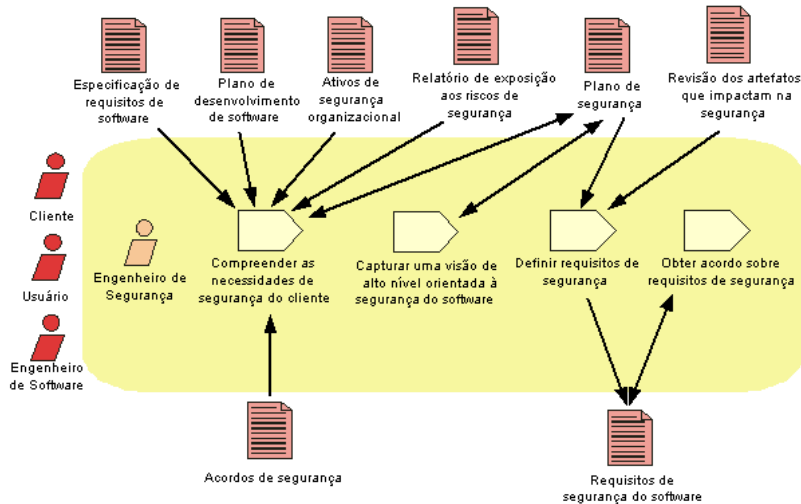 Especificação de
requisitos de
software
Plano de
desenvolvimento
de software
Ativos de
segurança
organizacional
Relatório de exposição
aos riscos de
segurança
Plano de
segurança
Revisão dos artefatos
que impactam na
segurança
Cliente
Usuário
Engenheiro
de Software
Engenheiro de
Segurança
Compreender as
necessidades de
segurança do cliente
Capturar uma visão de
alto nível orientada à
segurança do software
Definir requisitos de
segurança
Obter acordo sobre
requisitos de segurança
Acordos de segurança
Requisitos de
segurança do software